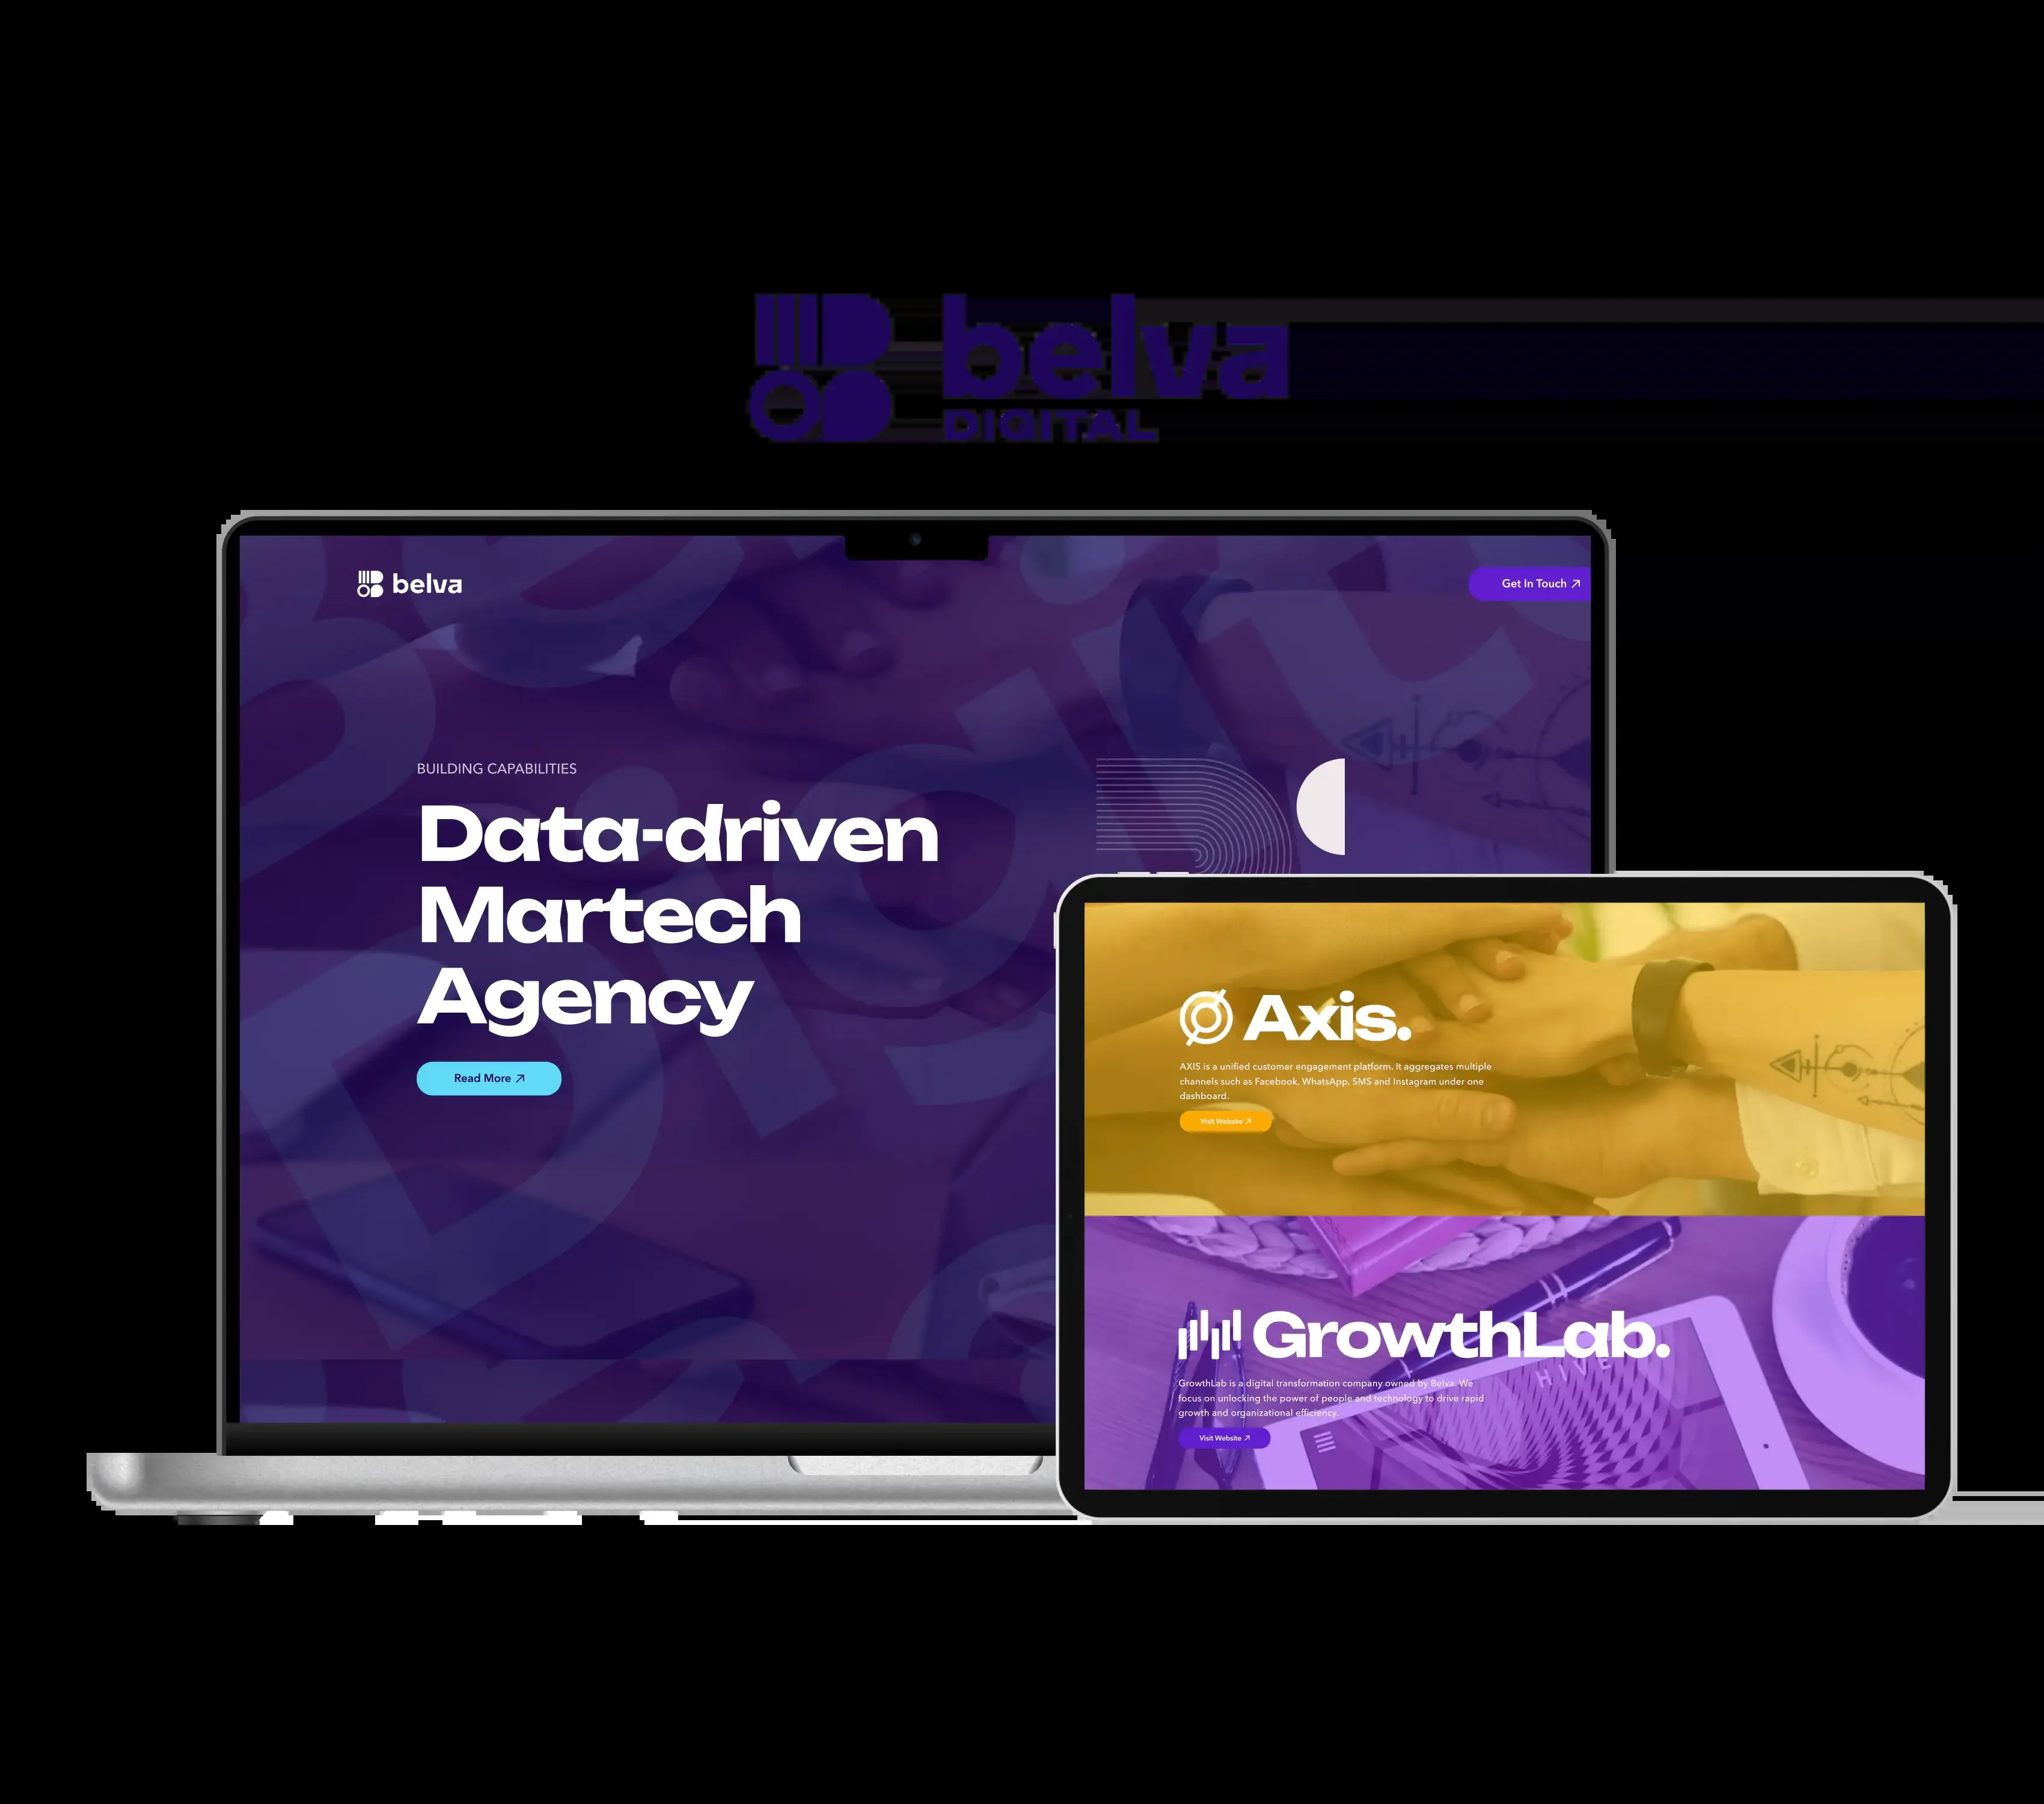 belva
DIGITAL
belva
Get In Touch
BUILDING CAPABILITIES
Data-driven
Martech
Agency
Read More
Axis.
AXIS is a unified customer engagement platform. It aggregates multiple
channels such as Facebook, WhatsApp, SMS and Instagram under one
dashboard.
Visit Website
GrowthLab.
HIVE
GrowthLab is a digital transformation company owned by Belva. We
focus on unlocking the power of people and technology to drive rapid
growth and organizational efficiency.
Visit Website
Digital